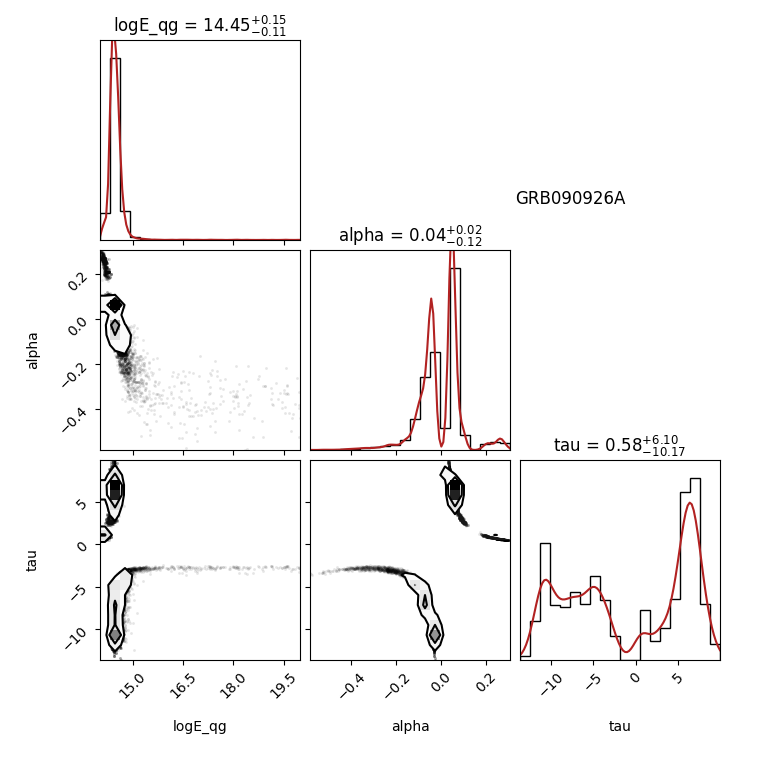 logE_qg = 14.45+0.15−0.11
GRB090926A
alpha = 0.04+0.02−0.12
0.2
0.0
−0.2
−0.4
alpha
tau = 0.58+6.10−10.17
5
0
−5
−10
tau
15.0 16.5 18.0 19.5 −0.4 −0.2 0.0 0.2 −10 −5 0 5
logE_qg alpha tau